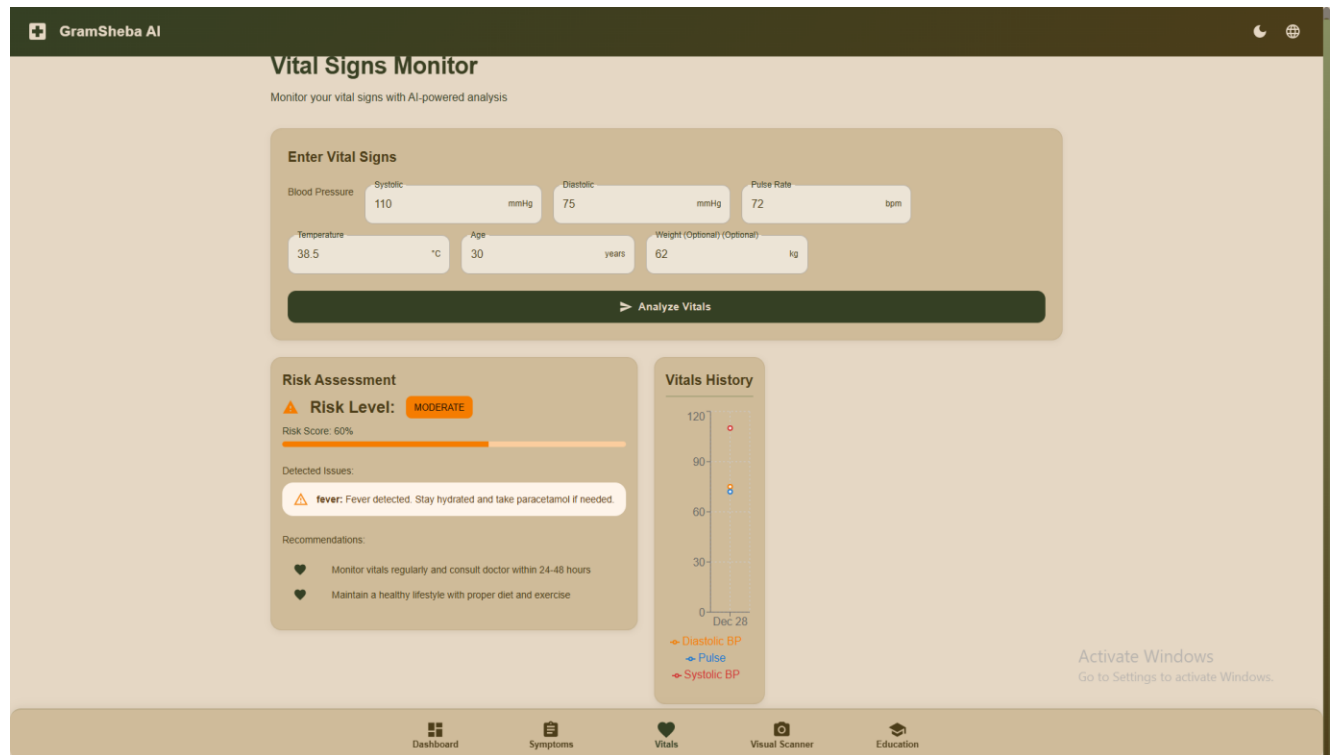 GramSheba AI
Vital Signs Monitor
Monitor your vital signs with AI-powered analysis
Enter Vital Signs
Blood Pressure
Systolic
110 mmHg
Diastolic
75 mmHg
Pulse Rate
72 bpm
Temperature
38.5 °C
Age
30 years
Weight (Optional) (Optional)
62 kg
Analyze Vitals
Risk Assessment
Risk Level: MODERATE
Risk Score: 60%
Detected Issues:
fever: Fever detected. Stay hydrated and take paracetamol if needed.
Recommendations:
Monitor vitals regularly and consult doctor within 24-48 hours
Maintain a healthy lifestyle with proper diet and exercise
Vitals History
120
90
60
30
0
Dec 28
Diastolic BP
Pulse
Systolic BP
Activate Windows
Go to Settings to activate Windows.
Dashboard
Symptoms
Vitals
Visual Scanner
Education